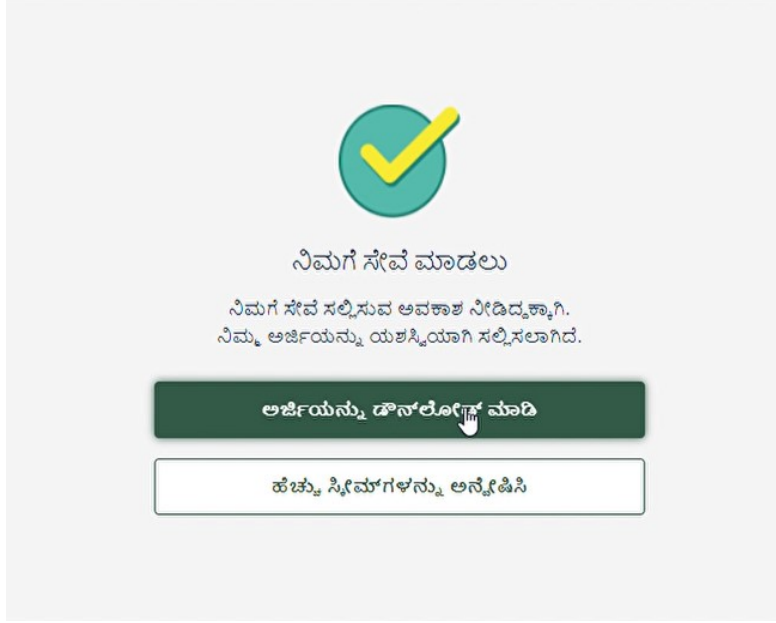 ನಿಮಗೆ ಸೇವೆ ಮಾಡಲು
ನಿಮಗೆ ಸೇವೆ ಸಲ್ಲಿಸುವ ಅವಕಾಶ ನೀಡಿದ್ದಕ್ಕಾಗಿ.
ನಿಮ್ಮ ಅರ್ಜಿಯನ್ನು ಯಶಸ್ವಿಯಾಗಿ ಸಲ್ಲಿಸಲಾಗಿದೆ.
ಅರ್ಜಿಯನ್ನು ಡೌನ್‌ಲೋಡ್ ಮಾಡಿ
ಹೆಚ್ಚು ಸ್ಕೀಮ್‌ಗಳನ್ನು ಅನ್ವೇಷಿಸಿ